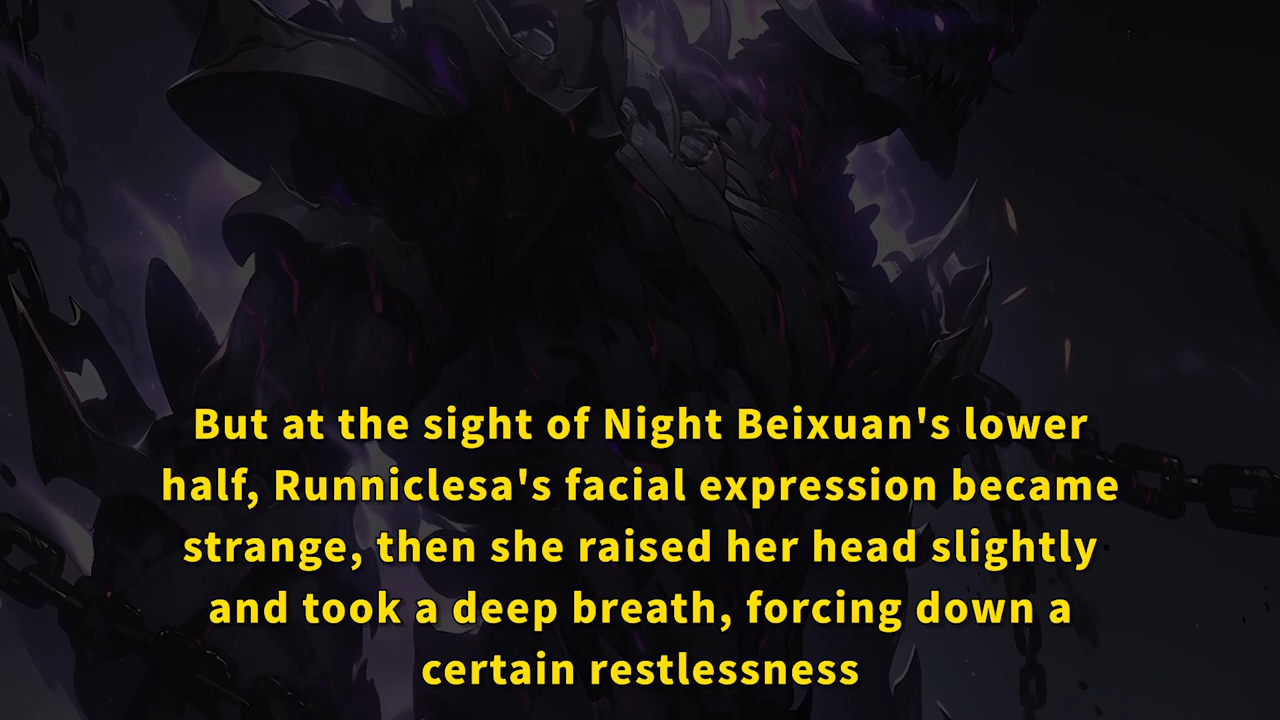 But at the sight of Night Beixuan's lower
half, Runniclesa's facial expression became
strange, then she raised her head slightly
and took a deep breath, forcing down a
certain restlessness